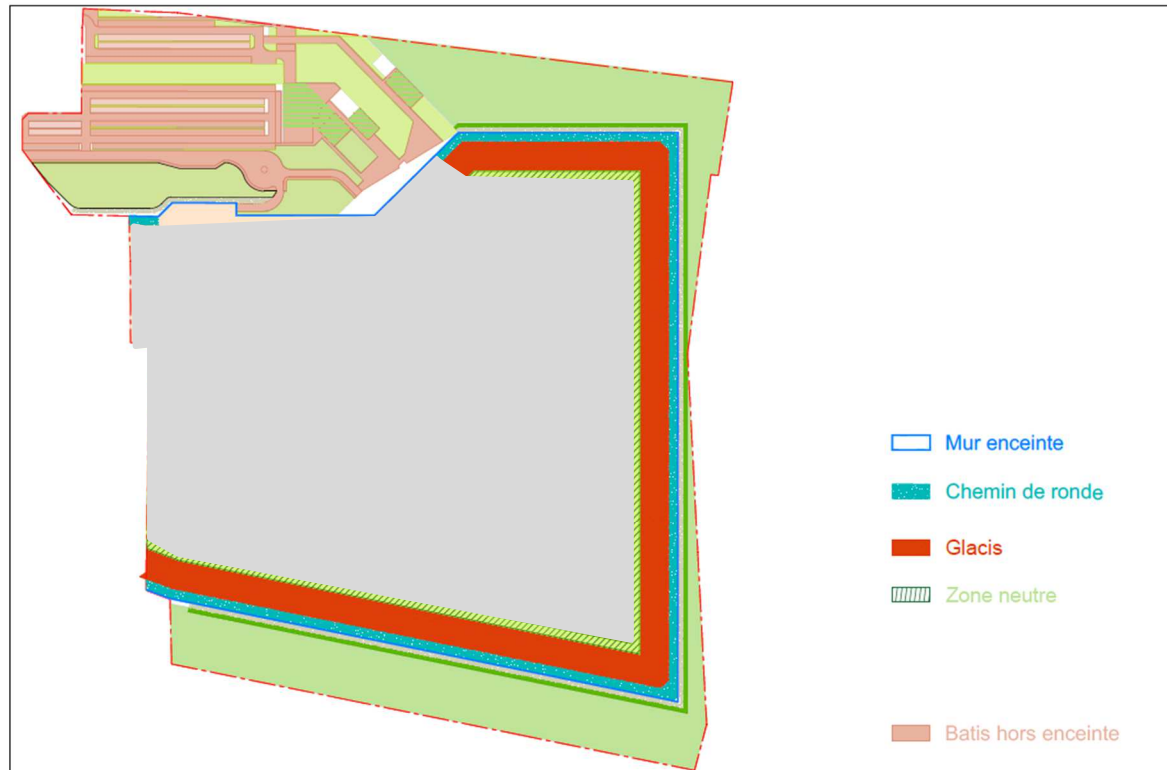 Mur enceinte
Chemin de ronde
Glacis
Zone neutre
Batis hors enceinte